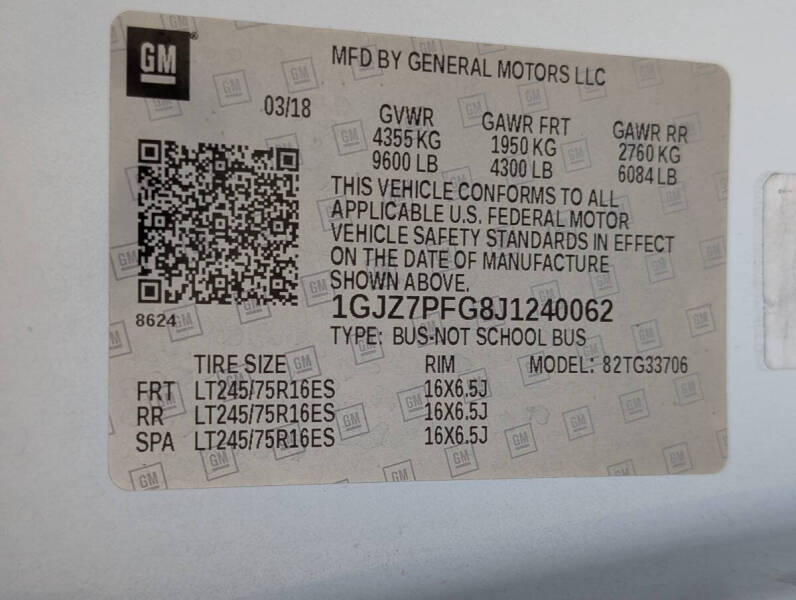 GM
MFD BY GENERAL MOTORS LLC
03/18
GVWR GAWR FRT GAWR RR
4355 KG 1950 KG 2760 KG
9600 LB 4300 LB 6084 LB
THIS VEHICLE CONFORMS TO ALL
APPLICABLE U.S. FEDERAL MOTOR
VEHICLE SAFETY STANDARDS IN EFFECT
ON THE DATE OF MANUFACTURE
SHOWN ABOVE.
1GJZ7PFG8J1240062
8624
TYPE: BUS-NOT SCHOOL BUS
TIRE SIZE RIM MODEL: 82TG33706
FRT LT245/75R16ES 16X6.5J
RR LT245/75R16ES 16X6.5J
SPA LT245/75R16ES 16X6.5J